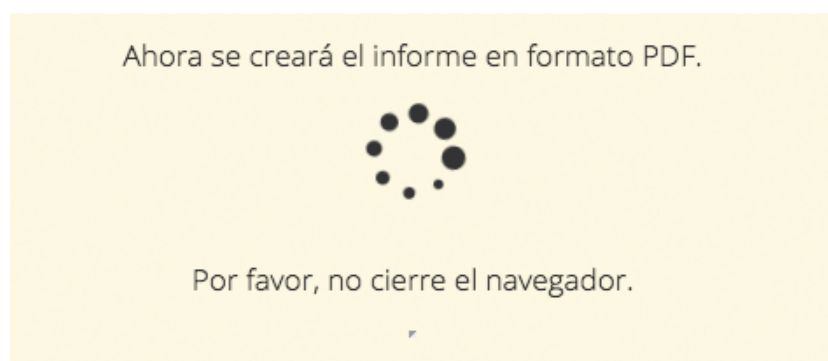 Ahora se creará el informe en formato PDF.
Por favor, no cierre el navegador.